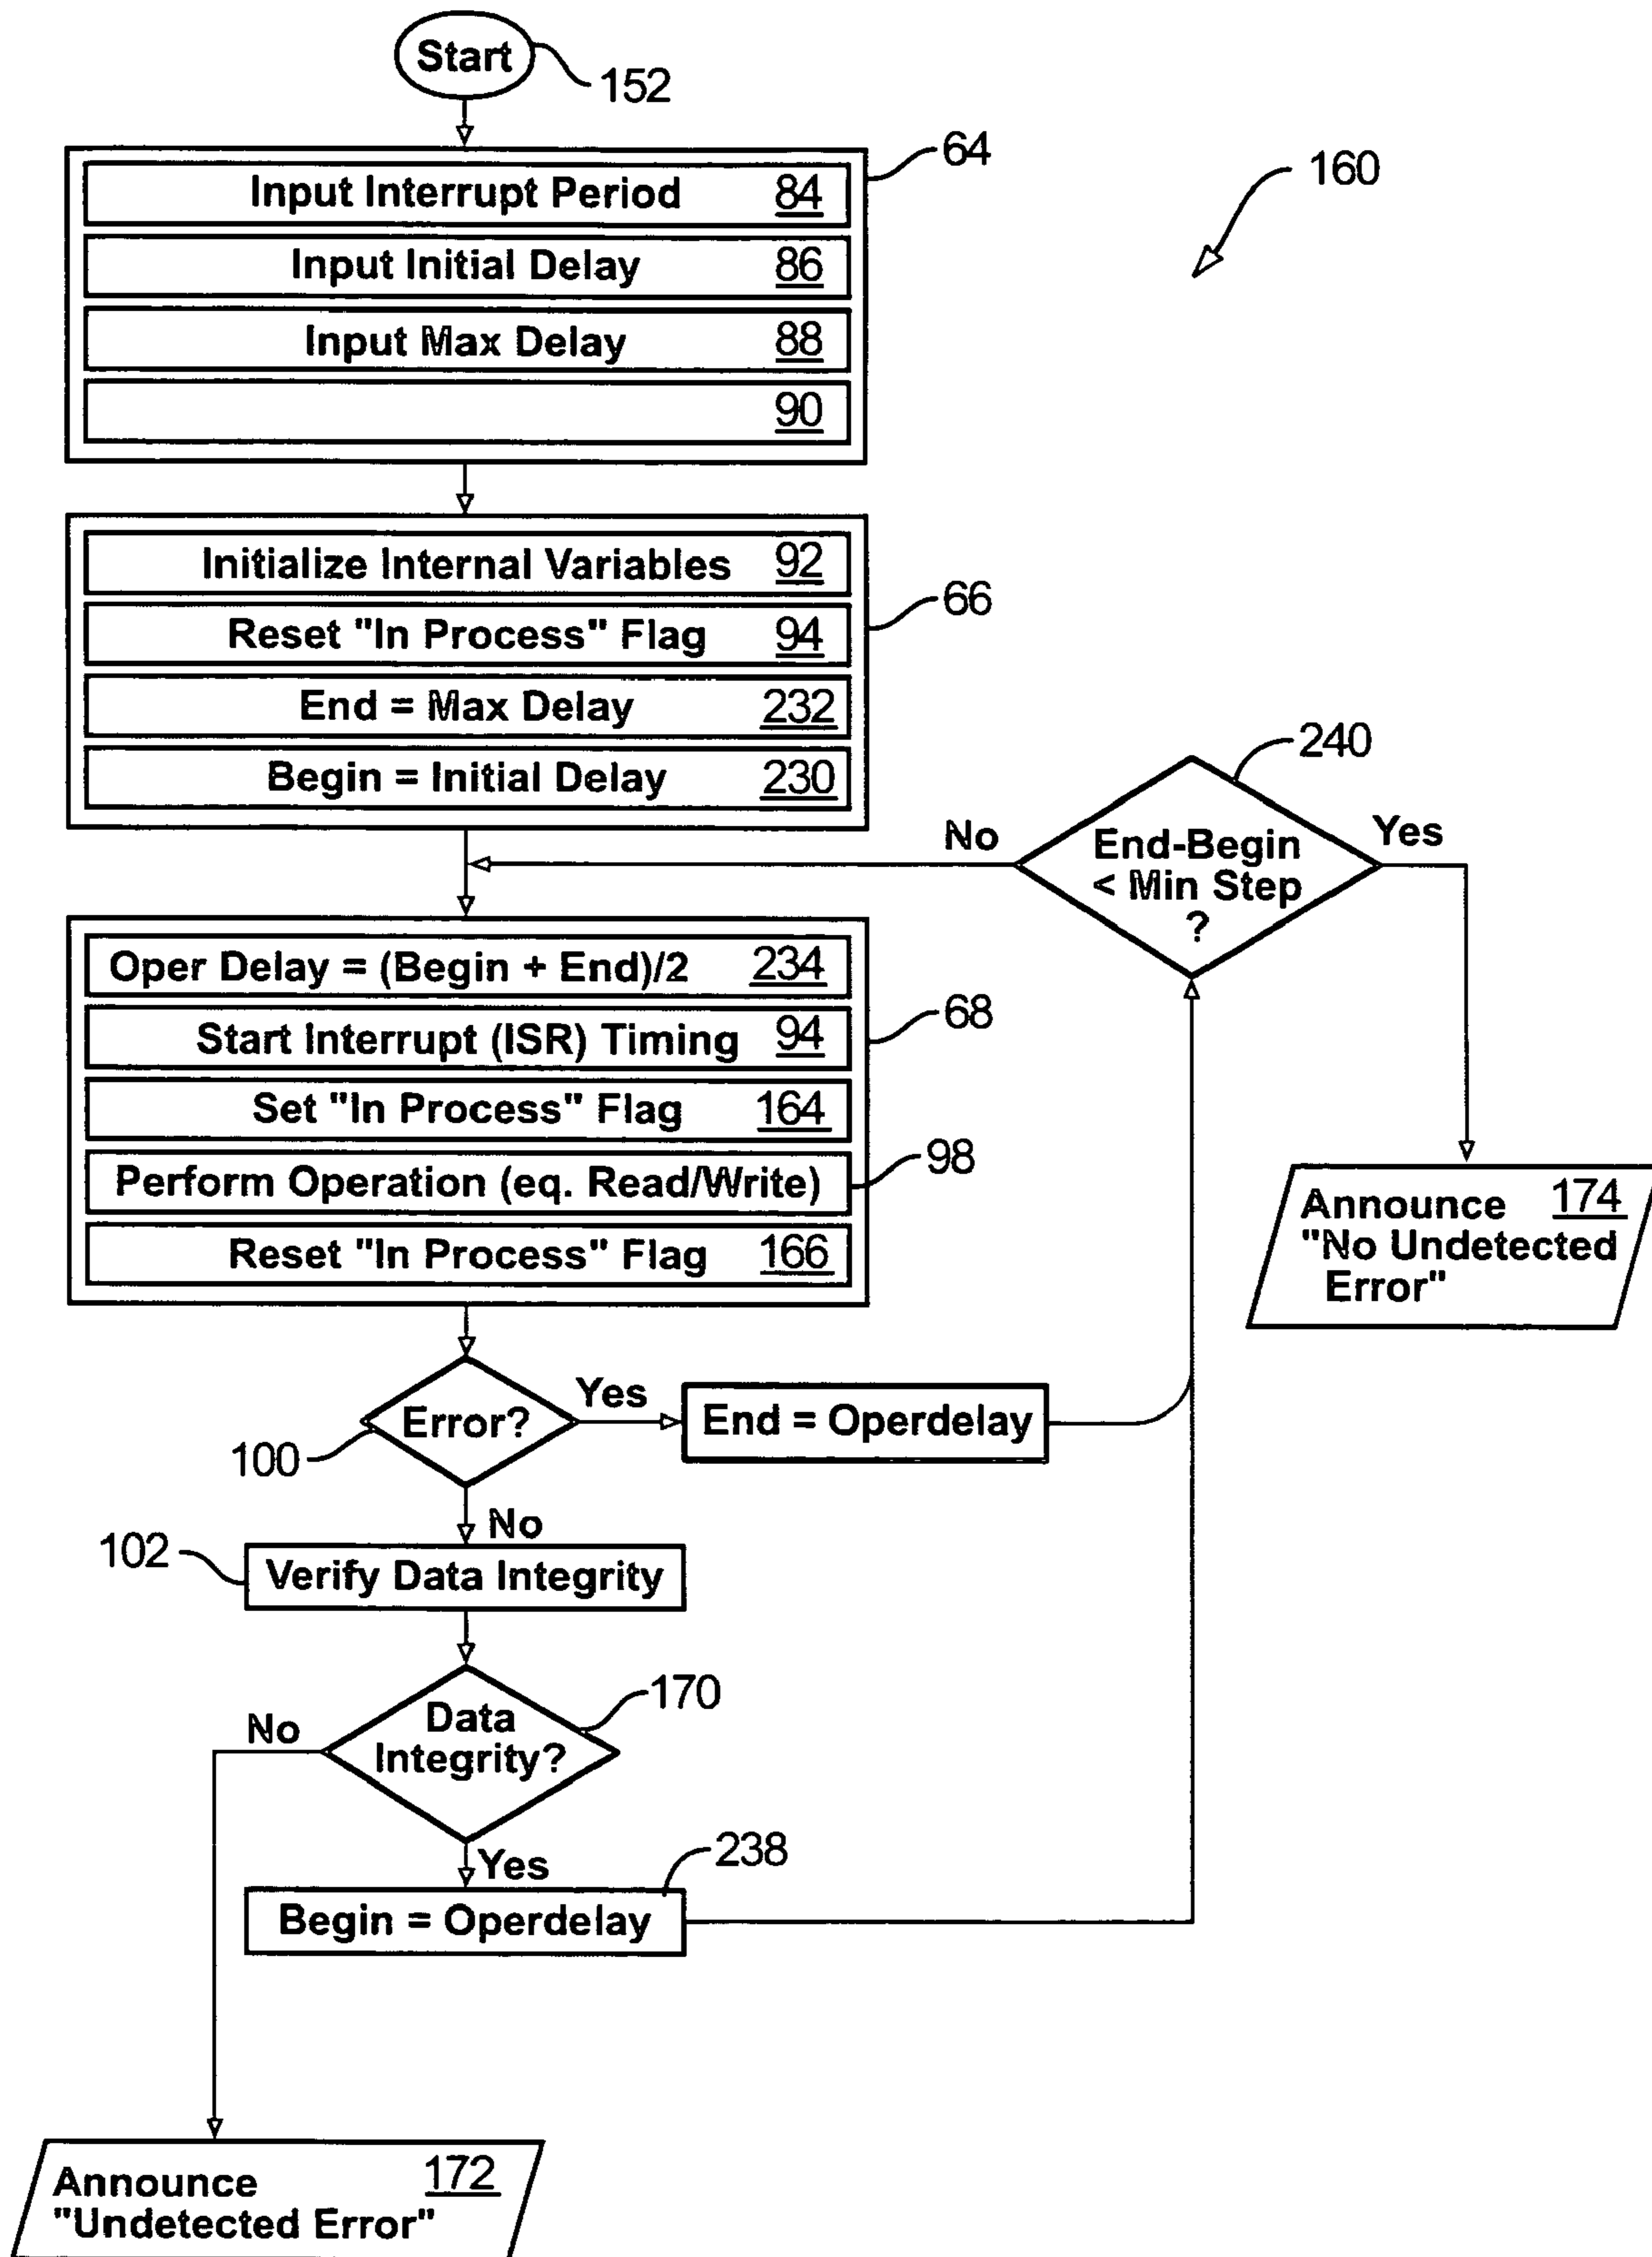 Start
152
64
160
Input Interrupt Period 84
Input Initial Delay 86
Input Max Delay 88
90
Initialize Internal Variables 92
66
Reset "In Process" Flag 94
End = Max Delay 232
Begin = Initial Delay 230
240
No
End-Begin
< Min Step
?
Yes
Oper Delay = (Begin + End)/2 234
68
Start Interrupt (ISR) Timing 94
Set "In Process" Flag 164
98
Perform Operation (eq. Read/Write)
Reset "In Process" Flag 166
Announce 174
"No Undetected
Error"
Error?
100
Yes
End = Operdelay
No
102
Verify Data Integrity
170
Data
Integrity?
No
Yes
238
Begin = Operdelay
Announce 172
"Undetected Error"